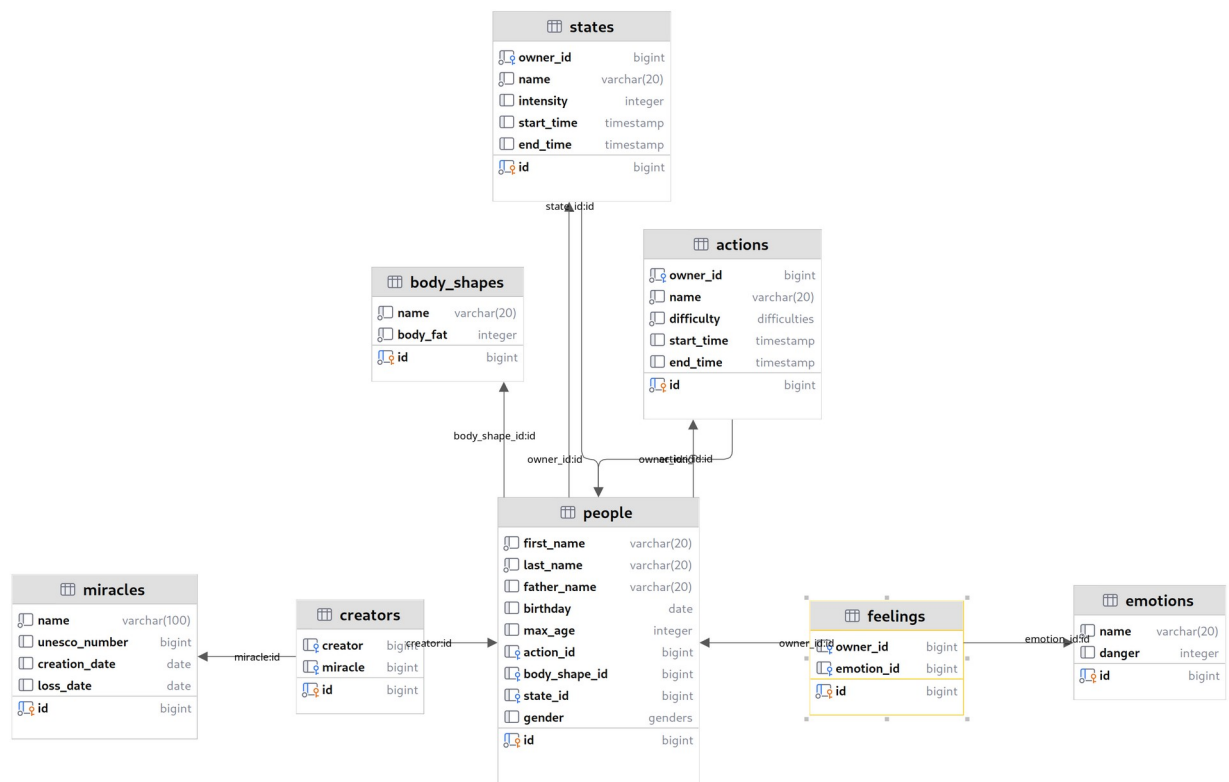 states
owner_id bigint
name varchar(20)
intensity integer
start_time timestamp
end_time timestamp
id bigint
state_id:id
actions
owner_id bigint
name varchar(20)
difficulty difficulties
start_time timestamp
end_time timestamp
id bigint
body_shapes
name varchar(20)
body_fat integer
id bigint
body_shape_id:id
owner_id:id
people
first_name varchar(20)
last_name varchar(20)
father_name varchar(20)
birthday date
max_age integer
action_id bigint
body_shape_id bigint
state_id bigint
gender genders
id bigint
miracles
name varchar(100)
unesco_number bigint
creation_date date
loss_date date
id bigint
miracle:id
creators
creator bigint
miracle bigint
id bigint
creator:id
feelings
owner_id bigint
emotion_id bigint
id bigint
emotion_id:id
emotions
name varchar(20)
danger integer
id bigint